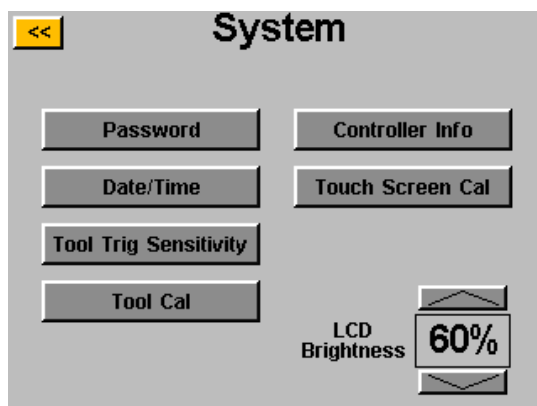 <<
System
Password
Controller Info
Date/Time
Touch Screen Cal
Tool Trig Sensitivity
Tool Cal
LCD
Brightness
60%